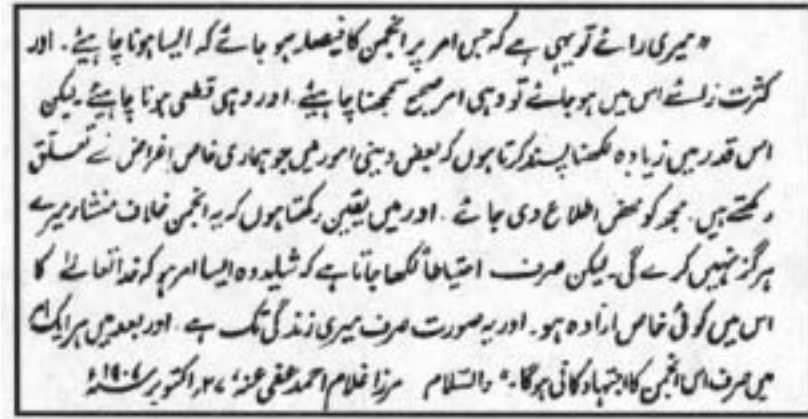 "میری رائے تو یہی ہے کہ جس امر پر انجمن کا فیصلہ ہو جائے کہ ایسا ہونا چاہیئے۔ اور
کثرت رائے اس میں ہو جائے تو وہی امر صحیح سمجھنا چاہیئے۔ اور وہی قطعی ہونا چاہیئے۔ لیکن
اس قدر میں زیادہ لکھنا پسند کرتا ہوں کہ بعض دینی امور میں جو ہماری خاص اغراض سے تعلق
رکھتے ہیں۔ مجھ کو محض اطلاع دی جائے۔ اور میں یقین رکھتا ہوں کہ یہ انجمن خلاف منشاء میرے
ہرگز نہیں کرے گی۔ لیکن صرف احتیاطاً لکھا جاتا ہے کہ شاید وہ ایسا امر ہو کہ خدا تعالےٰ کا
اس میں کوئی خاص ارادہ ہو۔ اور یہ صورت صرف میری زندگی تک ہے۔ اور بعد میں ہر ایک امر
میں صرف اس انجمن کا اجتہاد کافی ہوگا۔" والسّلام مرزا غلام احمد عفی عنہ، ۲۷ اکتوبر ۱۹۰۷ء